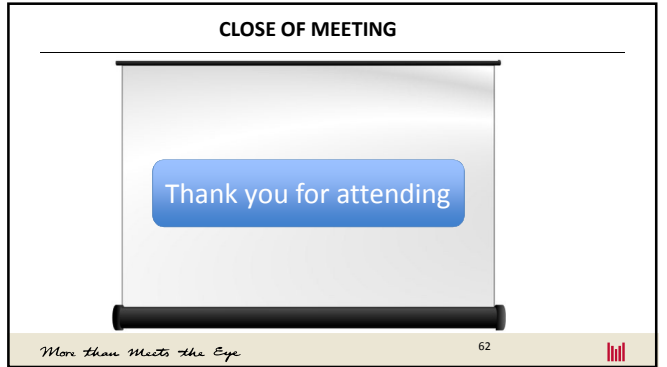 CLOSE OF MEETING
Thank you for attending
More than Meets the Eye
62